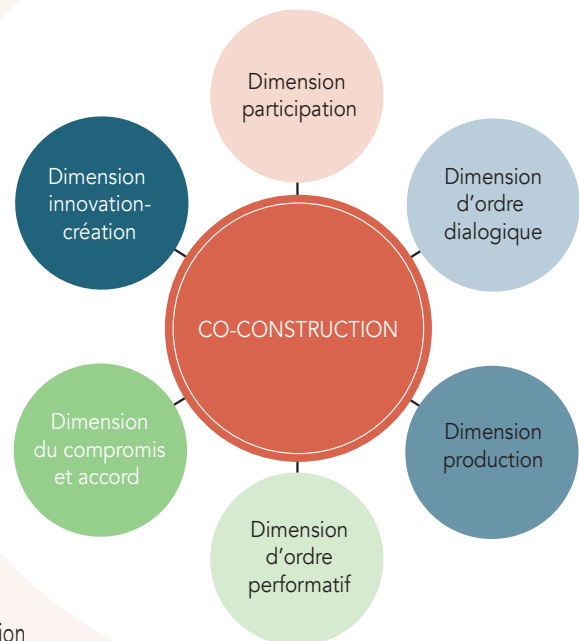 Dimension
participation
Dimension
innovation-
création
Dimension
d'ordre
dialogique
CO-CONSTRUCTION
Dimension
du compromis
et accord
Dimension
production
Dimension
d'ordre
performatif